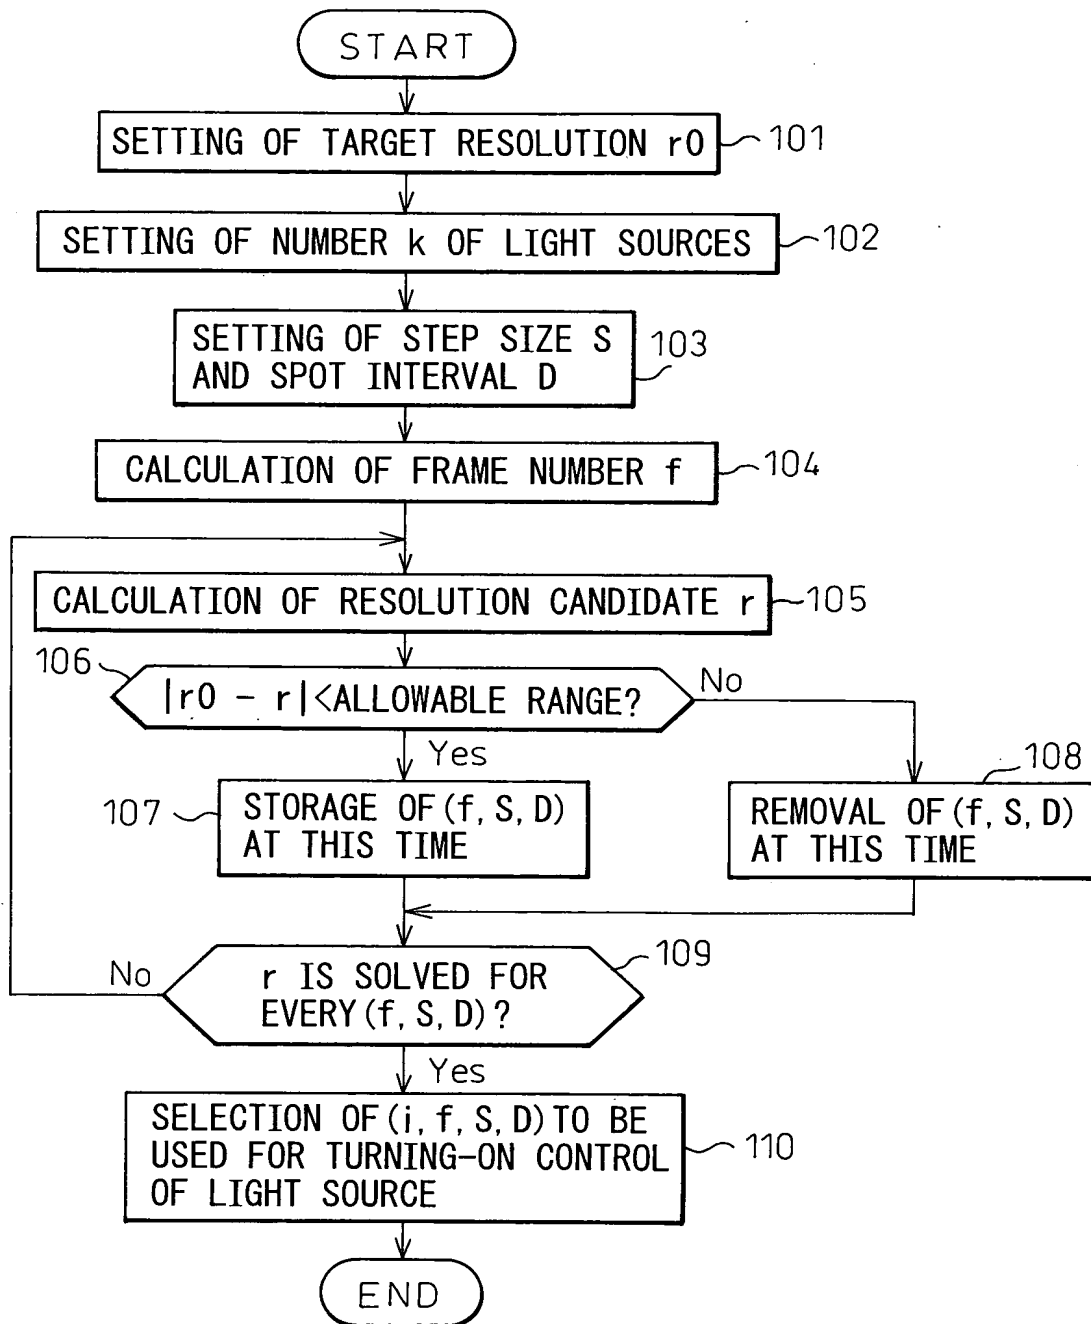 START
SETTING OF TARGET RESOLUTION r0
101
SETTING OF NUMBER k OF LIGHT SOURCES
102
SETTING OF STEP SIZE S
AND SPOT INTERVAL D
103
CALCULATION OF FRAME NUMBER f
104
CALCULATION OF RESOLUTION CANDIDATE r
105
106
|r0 - r|<ALLOWABLE RANGE?
No
Yes
107
STORAGE OF (f, S, D)
AT THIS TIME
108
REMOVAL OF (f, S, D)
AT THIS TIME
109
No
r IS SOLVED FOR
EVERY (f, S, D) ?
Yes
SELECTION OF (i, f, S, D) TO BE
USED FOR TURNING-ON CONTROL
OF LIGHT SOURCE
110
END